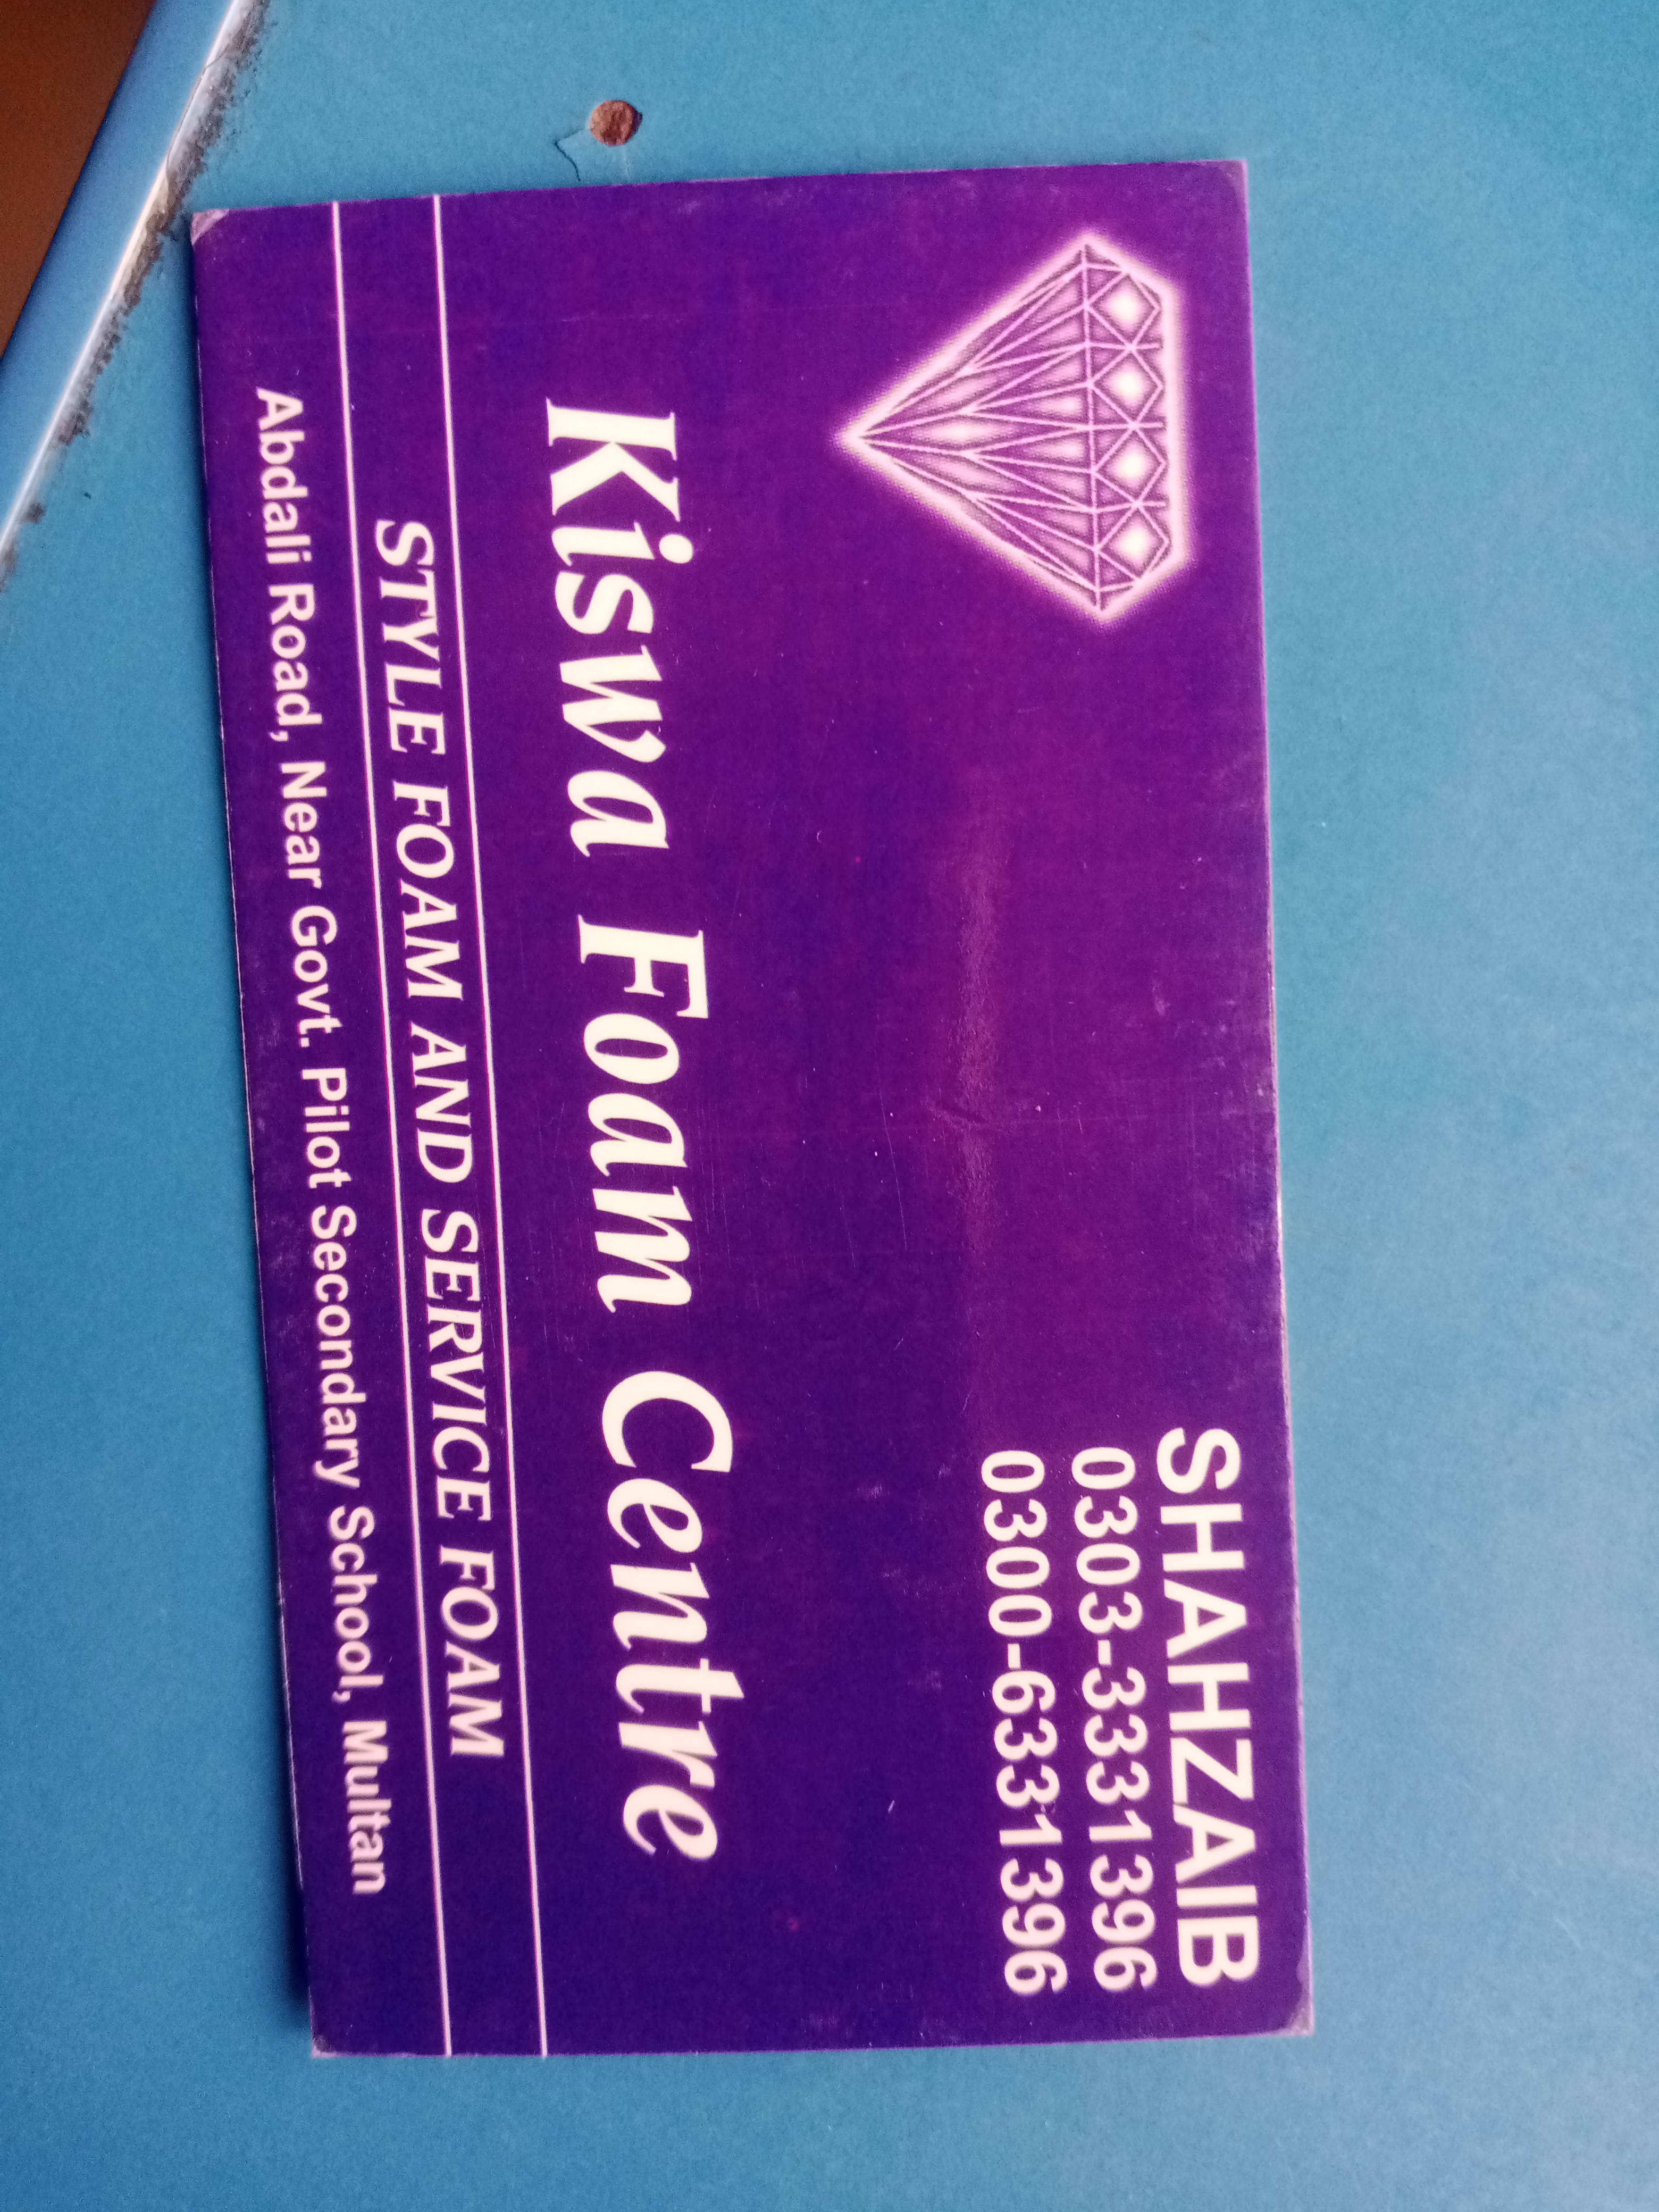 SHAHZAIB
0303-3331396
0300-6331396
Kiswa Foam Centre
STYLE FOAM AND SERVICE FOAM
Abdali Road, Near Govt. Pilot Secondary School, Multan